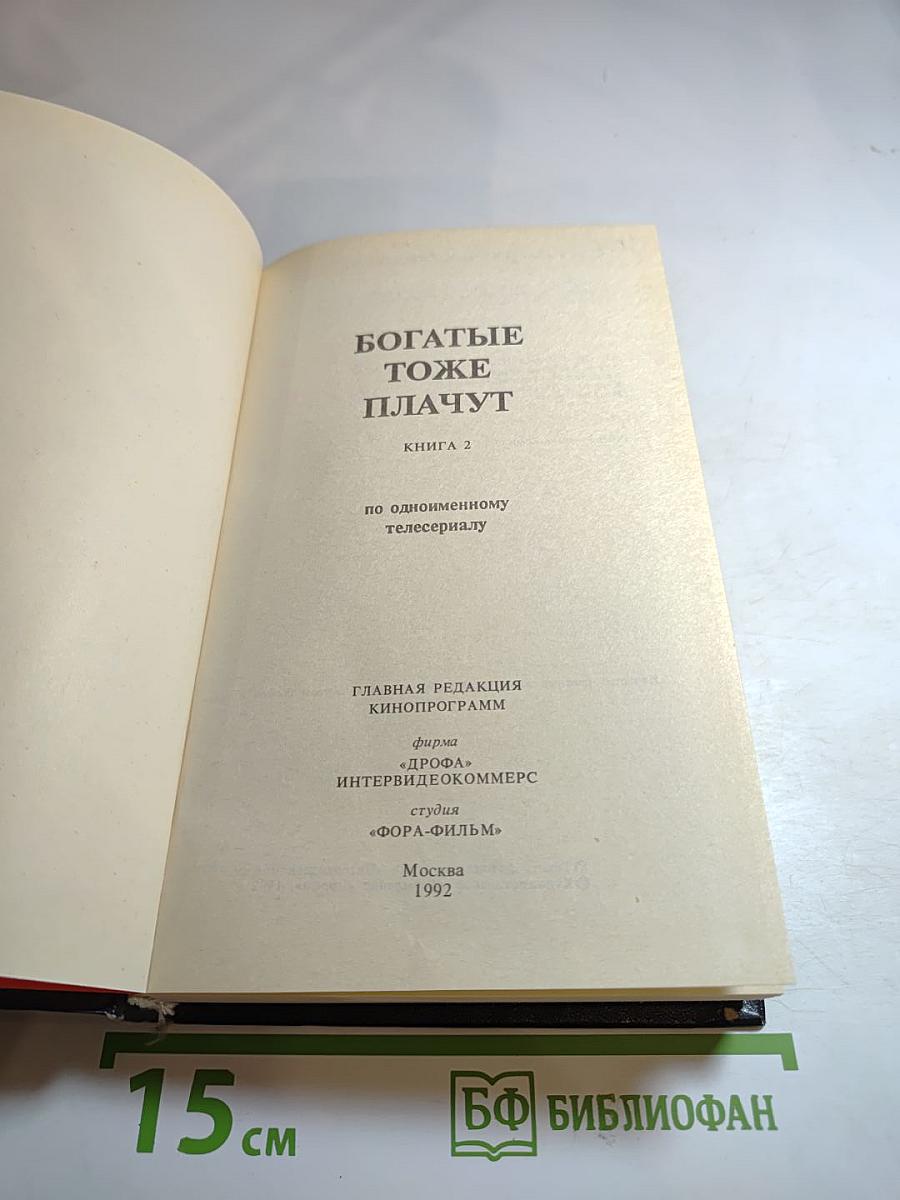 БОГАТЫЕ
ТОЖЕ
ПЛАЧУТ
КНИГА 2
по одноименному
телесериалу
ГЛАВНАЯ РЕДАКЦИЯ
КИНОПРОГРАММ
фирма
«ДРОФА»
ИНТЕРВИДЕОКОММЕРС
студия
«ФОРА-ФИЛЬМ»
Москва
1992
15 см
БФ БИБЛИОФАН